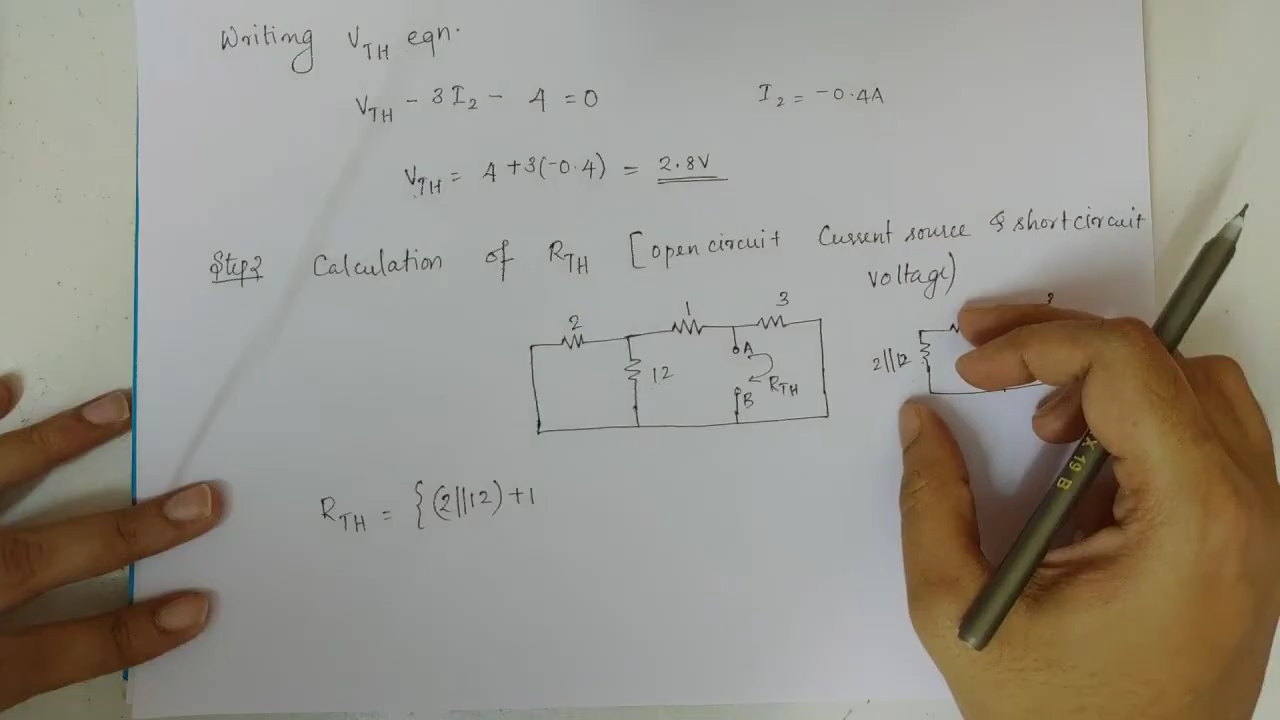 Writing V_TH eqn.
V_TH - 3I_2 - 4 = 0
I_2 = -0.4A
V_TH = 4 + 3(-0.4) = 2.8V
Step2 Calculation of R_TH [open circuit Current source & short circuit
voltage)
2
1
3
12
A
B
R_TH
2||12
R_TH = {(2||12)+1
X 19 B